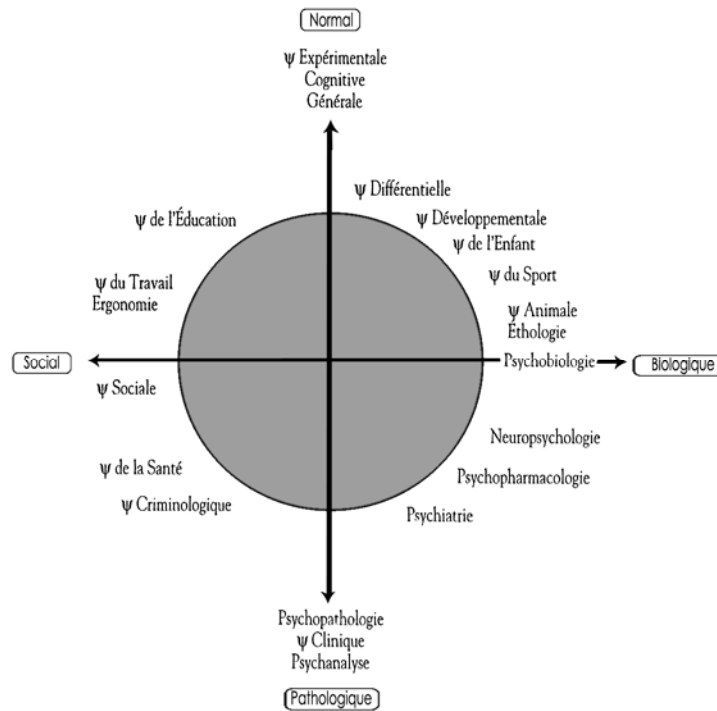 Normal
Ψ Expérimentale
Cognitive
Générale
Ψ Différentielle
Ψ de l'Éducation
Ψ Développementale
Ψ de l'Enfant
Ψ du Sport
Ψ du Travail
Ergonomie
Ψ Animale
Éthologie
Social
Psychobiologie
Biologique
Ψ Sociale
Neuropsychologie
Ψ de la Santé
Psychopharmacologie
Ψ Criminologique
Psychiatrie
Psychopathologie
Ψ Clinique
Psychanalyse
Pathologique